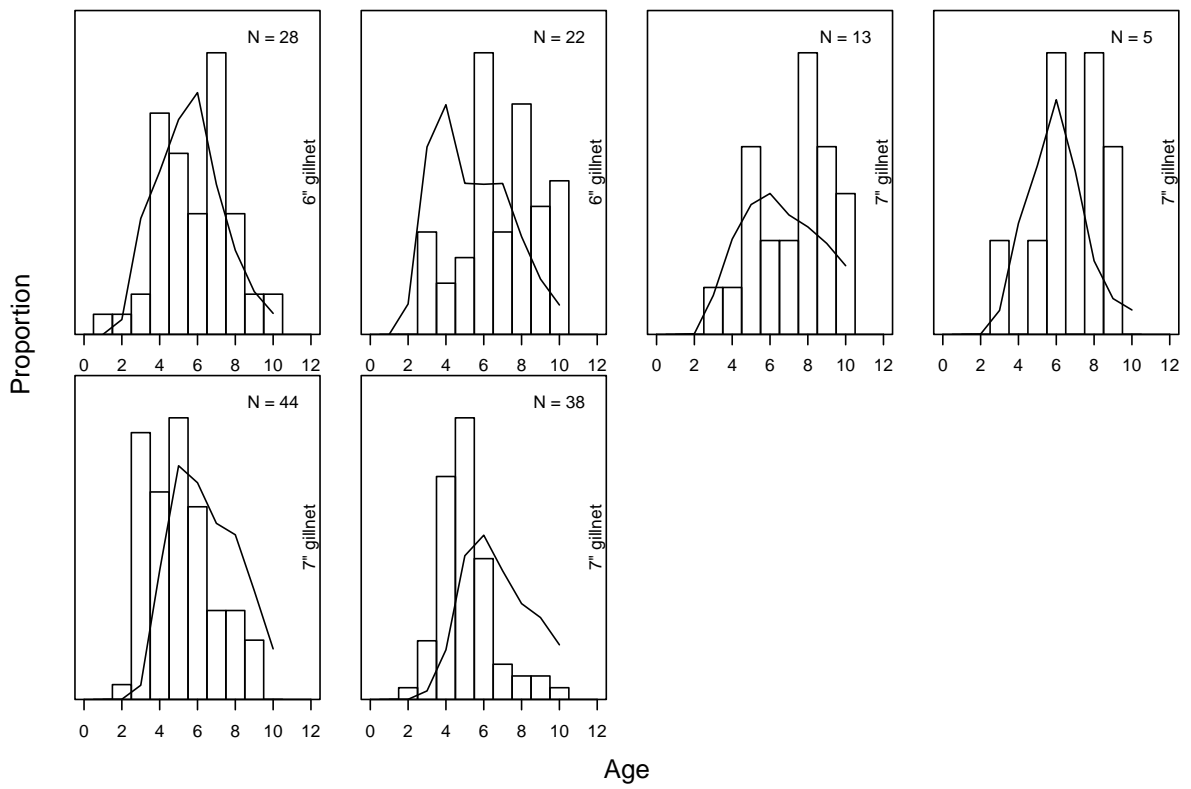 N = 28
6" gillnet
0 2 4 6 8 10 12
N = 22
6" gillnet
0 2 4 6 8 10 12
N = 13
7" gillnet
0 2 4 6 8 10 12
N = 5
7" gillnet
0 2 4 6 8 10 12
Proportion
N = 44
7" gillnet
0 2 4 6 8 10 12
N = 38
7" gillnet
0 2 4 6 8 10 12
Age